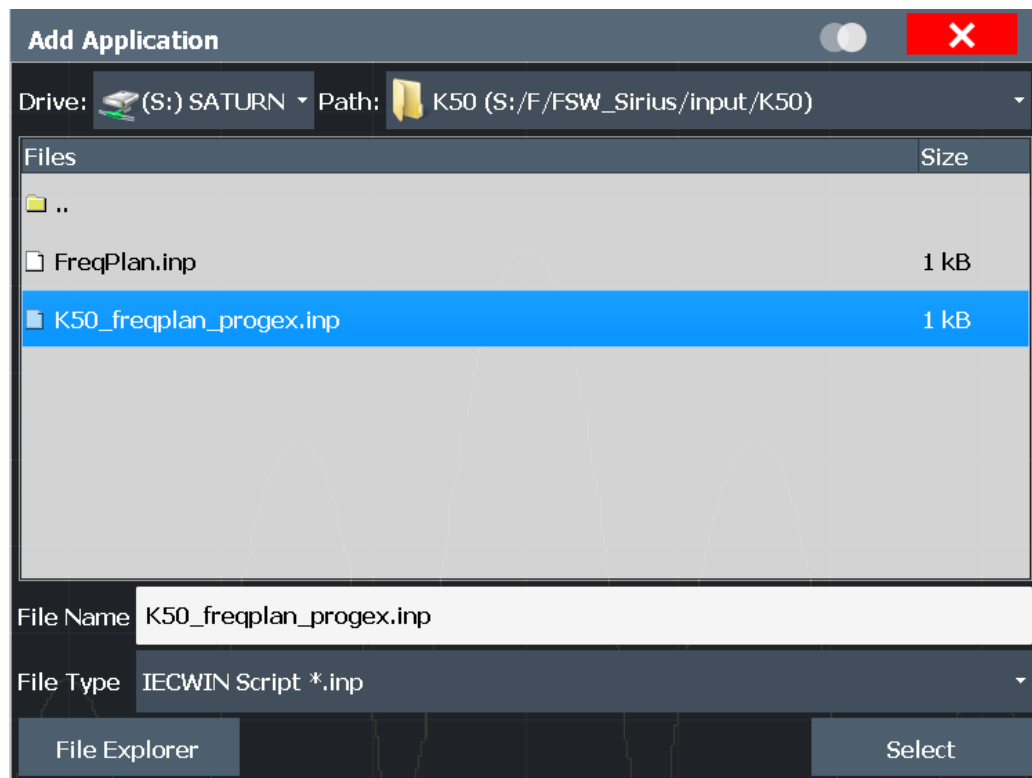 Add Application
Drive: (S:) SATURN Path: K50 (S:/F/FSW_Sirius/input/K50)
Files Size
..
FreqPlan.inp 1 kB
K50_freqplan_progex.inp 1 kB
File Name K50_freqplan_progex.inp
File Type IECWIN Script *.inp
File Explorer Select